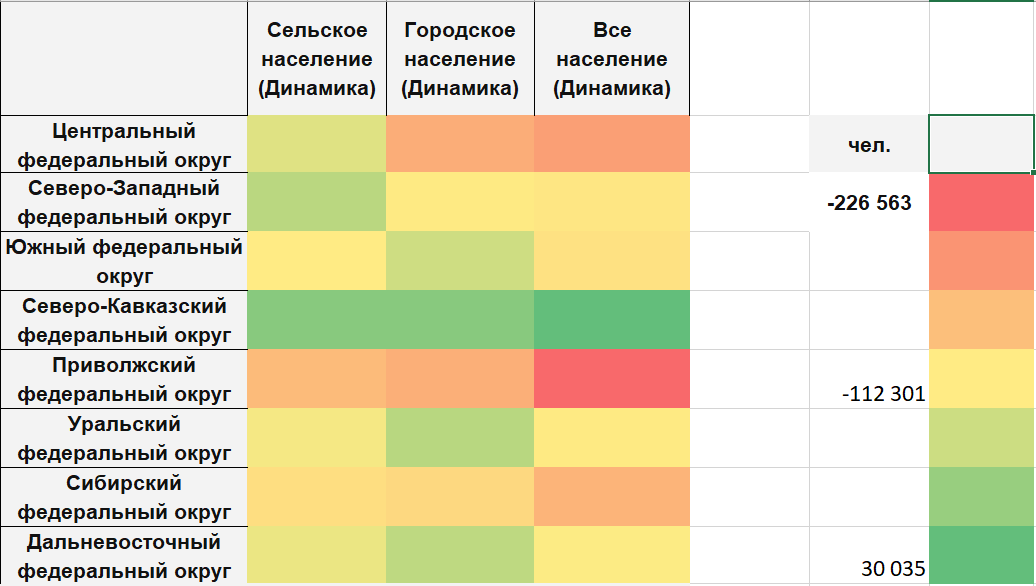 Сельское
население
(Динамика)
Городское
население
(Динамика)
Все
население
(Динамика)
Центральный
федеральный округ
чел.
Северо-Западный
федеральный округ
-226 563
Южный федеральный
округ
Северо-Кавказский
федеральный округ
Приволжский
федеральный округ
-112 301
Уральский
федеральный округ
Сибирский
федеральный округ
Дальневосточный
федеральный округ
30 035